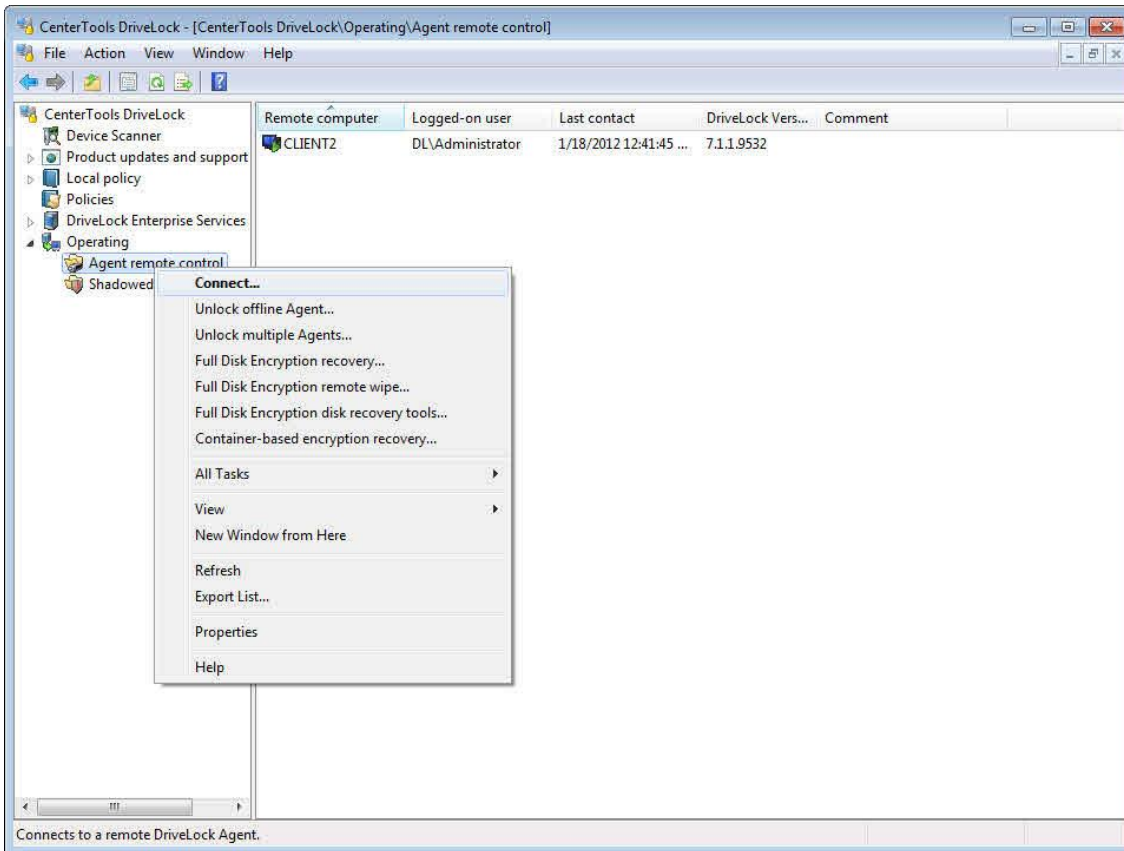 CenterTools DriveLock - [CenterTools DriveLock\Operating\Agent remote control]
File Action View Window Help
CenterTools DriveLock
Device Scanner
Product updates and support
Local policy
Policies
DriveLock Enterprise Services
Operating
Agent remote control
Shadowed
Remote computer Logged-on user Last contact DriveLock Vers... Comment
CLIENT2 DL\Administrator 1/18/2012 12:41:45 ... 7.1.1.9532
Connect...
Unlock offline Agent...
Unlock multiple Agents...
Full Disk Encryption recovery...
Full Disk Encryption remote wipe...
Full Disk Encryption disk recovery tools...
Container-based encryption recovery...
All Tasks
View
New Window from Here
Refresh
Export List...
Properties
Help
Connects to a remote DriveLock Agent.